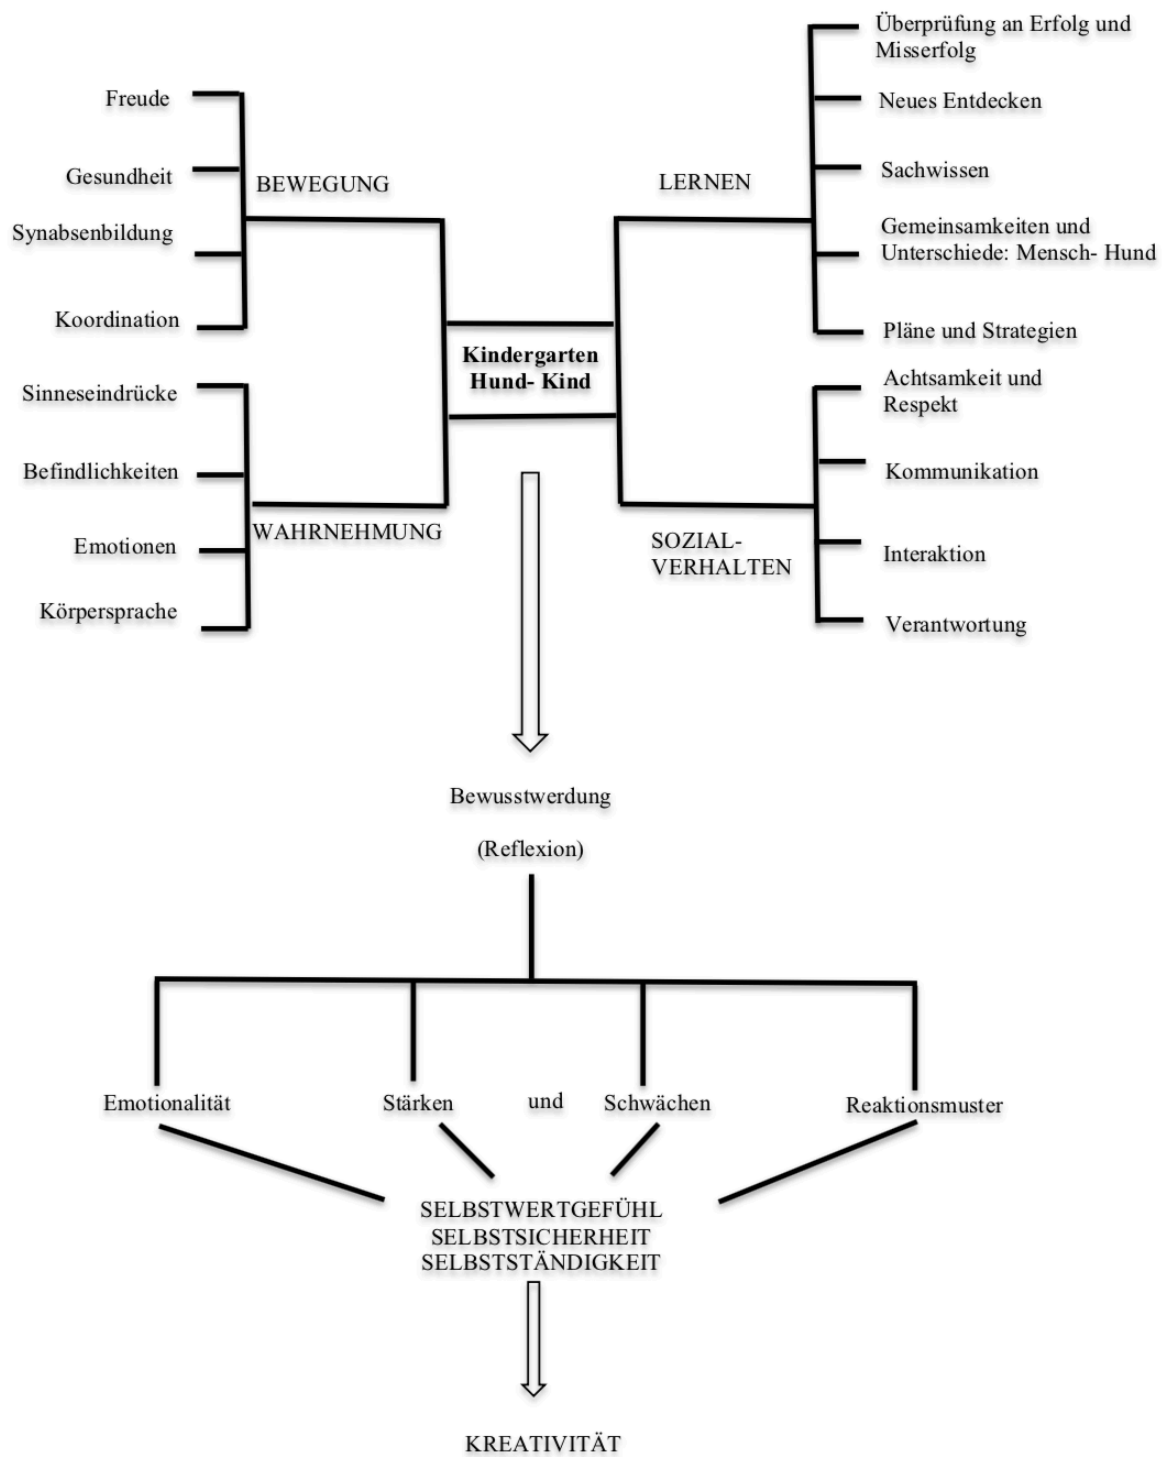 Freude
Gesundheit
BEWEGUNG
Synabsenbildung
Koordination
Sinneseindrücke
Befindlichkeiten
WAHRNEHMUNG
Emotionen
Körpersprache
Kindergarten
Hund- Kind
LERNEN
Überprüfung an Erfolg und
Misserfolg
Neues Entdecken
Sachwissen
Gemeinsamkeiten und
Unterschiede: Mensch- Hund
Pläne und Strategien
SOZIAL-
VERHALTEN
Achtsamkeit und
Respekt
Kommunikation
Interaktion
Verantwortung
Bewusstwerdung
(Reflexion)
Emotionalität
Stärken und Schwächen
Reaktionsmuster
SELBSTWERTGEFÜHL
SELBSTSICHERHEIT
SELBSTSTÄNDIGKEIT
KREATIVITÄT